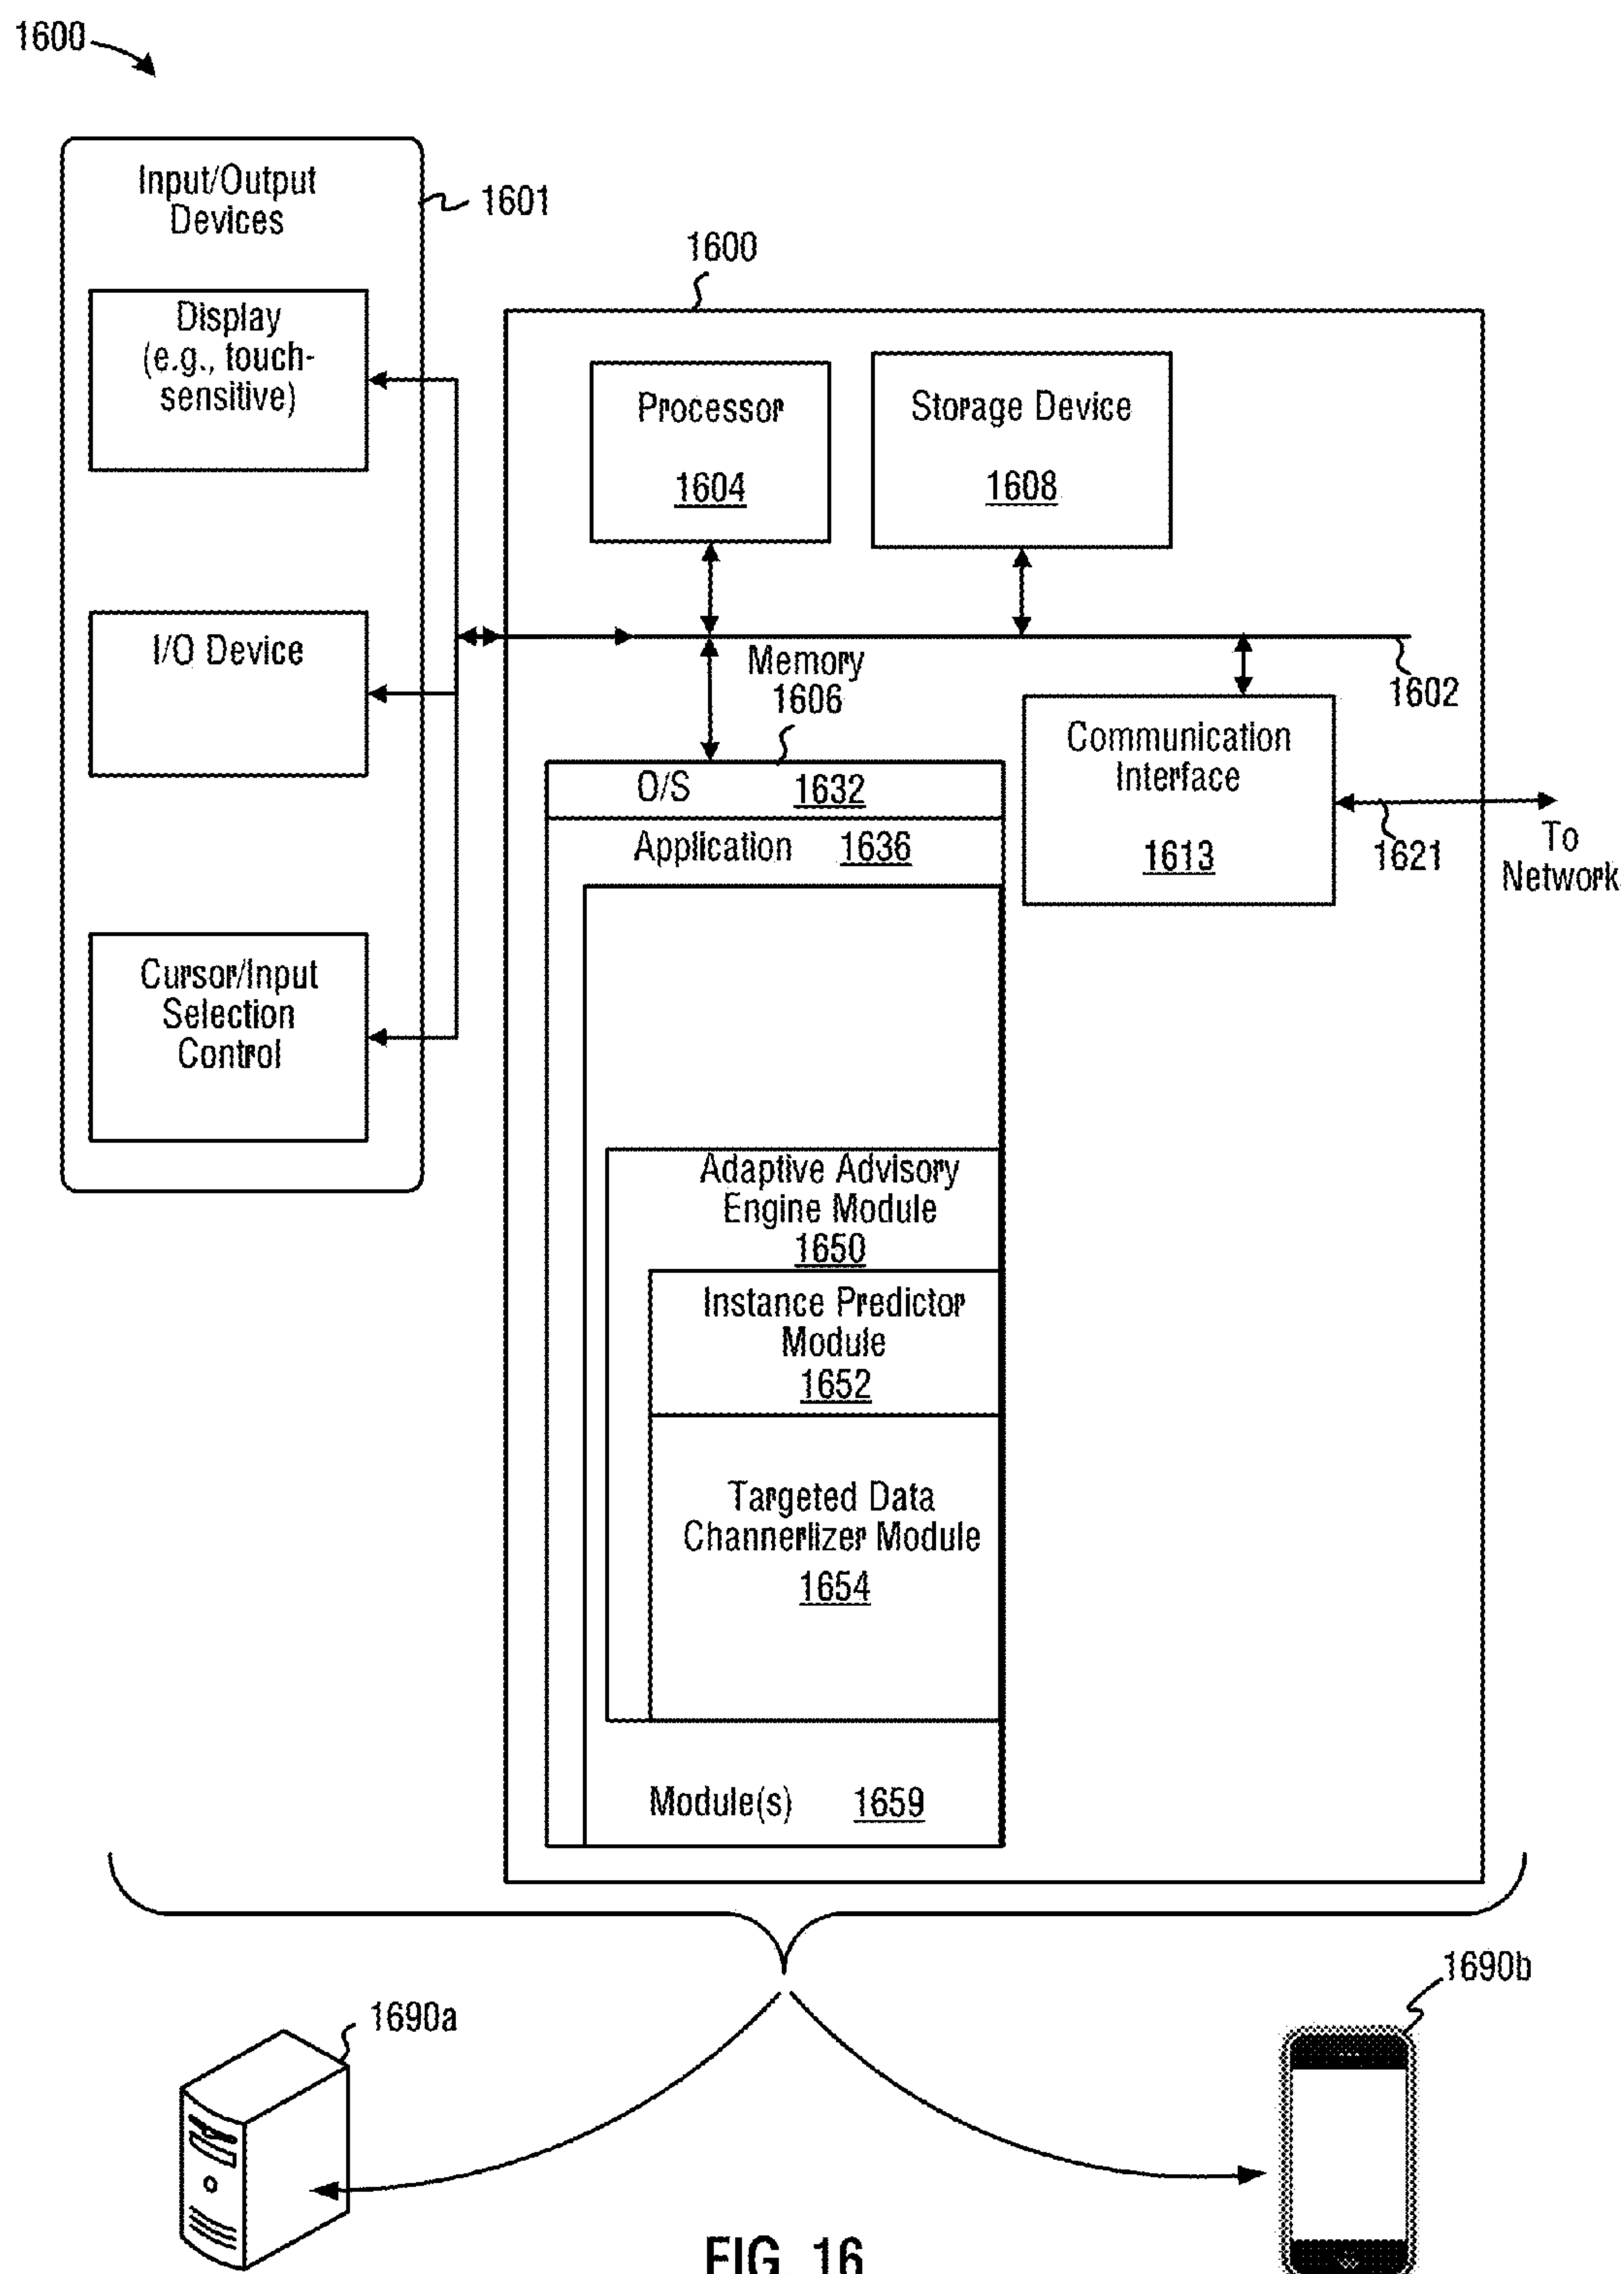 1600
Input/Output
Devices
1601
Display
(e.g., touch-
sensitive)
I/O Device
Cursor/Input
Selection
Control
1600
Processor
1604
Storage Device
1608
1602
Memory
1606
O/S 1632
Application 1636
Communication
Interface
1613
1621
To
Network
Adaptive Advisory
Engine Module
1650
Instance Predictor
Module
1652
Targeted Data
Channerlizer Module
1654
Module(s) 1659
1690a
1690b
FIG. 16